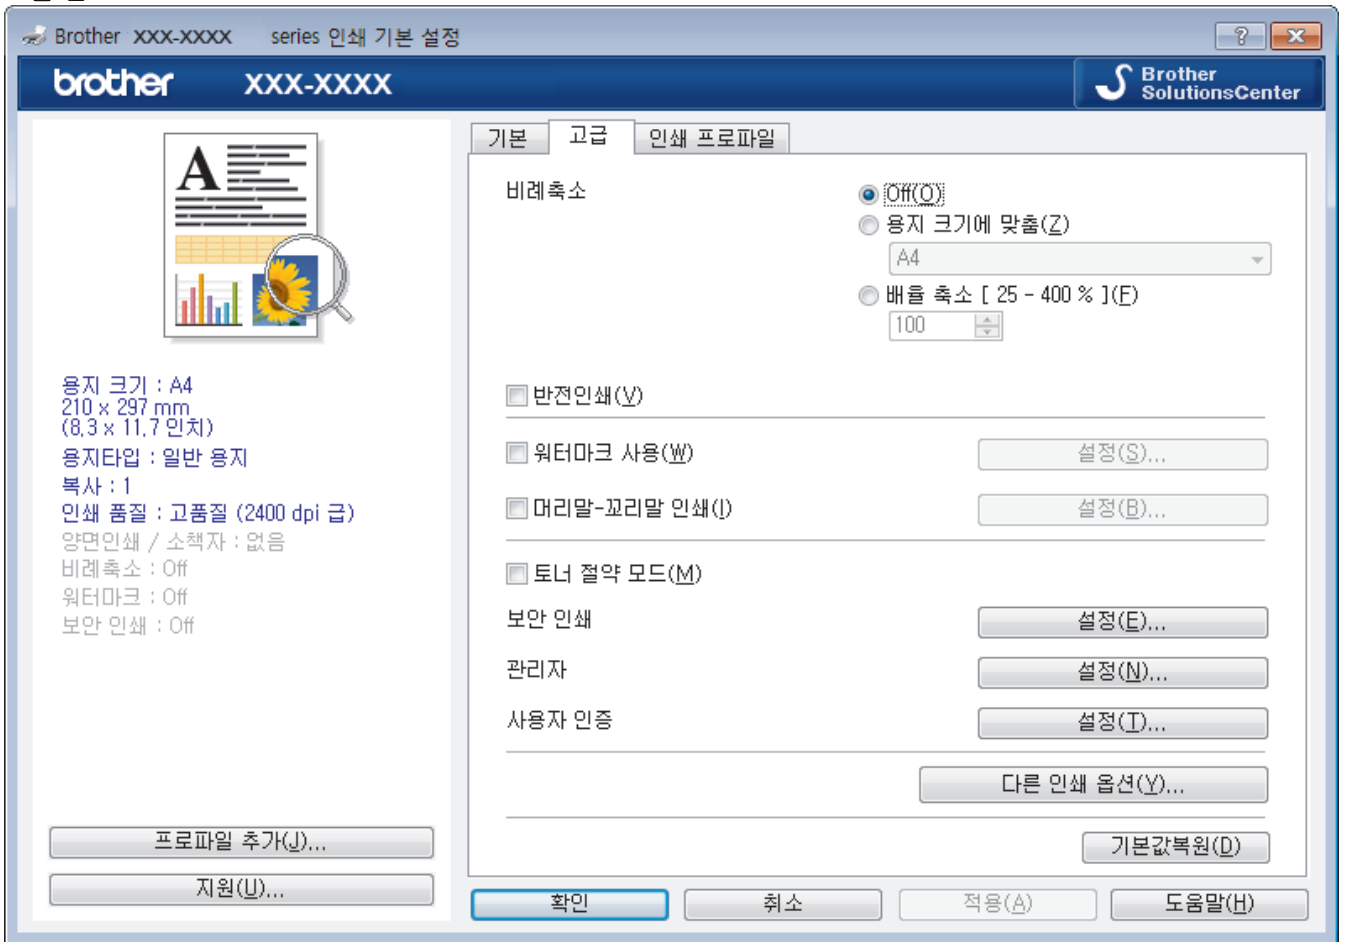 Brother XXX-XXXX series 인쇄 기본 설정
brother XXX-XXXX
Brother
SolutionsCenter
A
용지 크기 : A4
210 x 297 mm
(8.3 x 11.7 인치)
용지타입 : 일반 용지
복사 : 1
인쇄 품질 : 고품질 (2400 dpi 급)
양면인쇄 / 소책자 : 없음
비례축소 : Off
워터마크 : Off
보안 인쇄 : Off
프로파일 추가(J)...
지원(U)...
기본 고급 인쇄 프로파일
비례축소
Off(O)
용지 크기에 맞춤(Z)
A4
배율 축소 [ 25 - 400 % ](F)
100
반전인쇄(V)
워터마크 사용(W) 설정(S)...
머리말-꼬리말 인쇄(I) 설정(B)...
토너 절약 모드(M)
보안 인쇄 설정(E)...
관리자 설정(N)...
사용자 인증 설정(T)...
다른 인쇄 옵션(Y)...
기본값복원(D)
확인 취소 적용(A) 도움말(H)